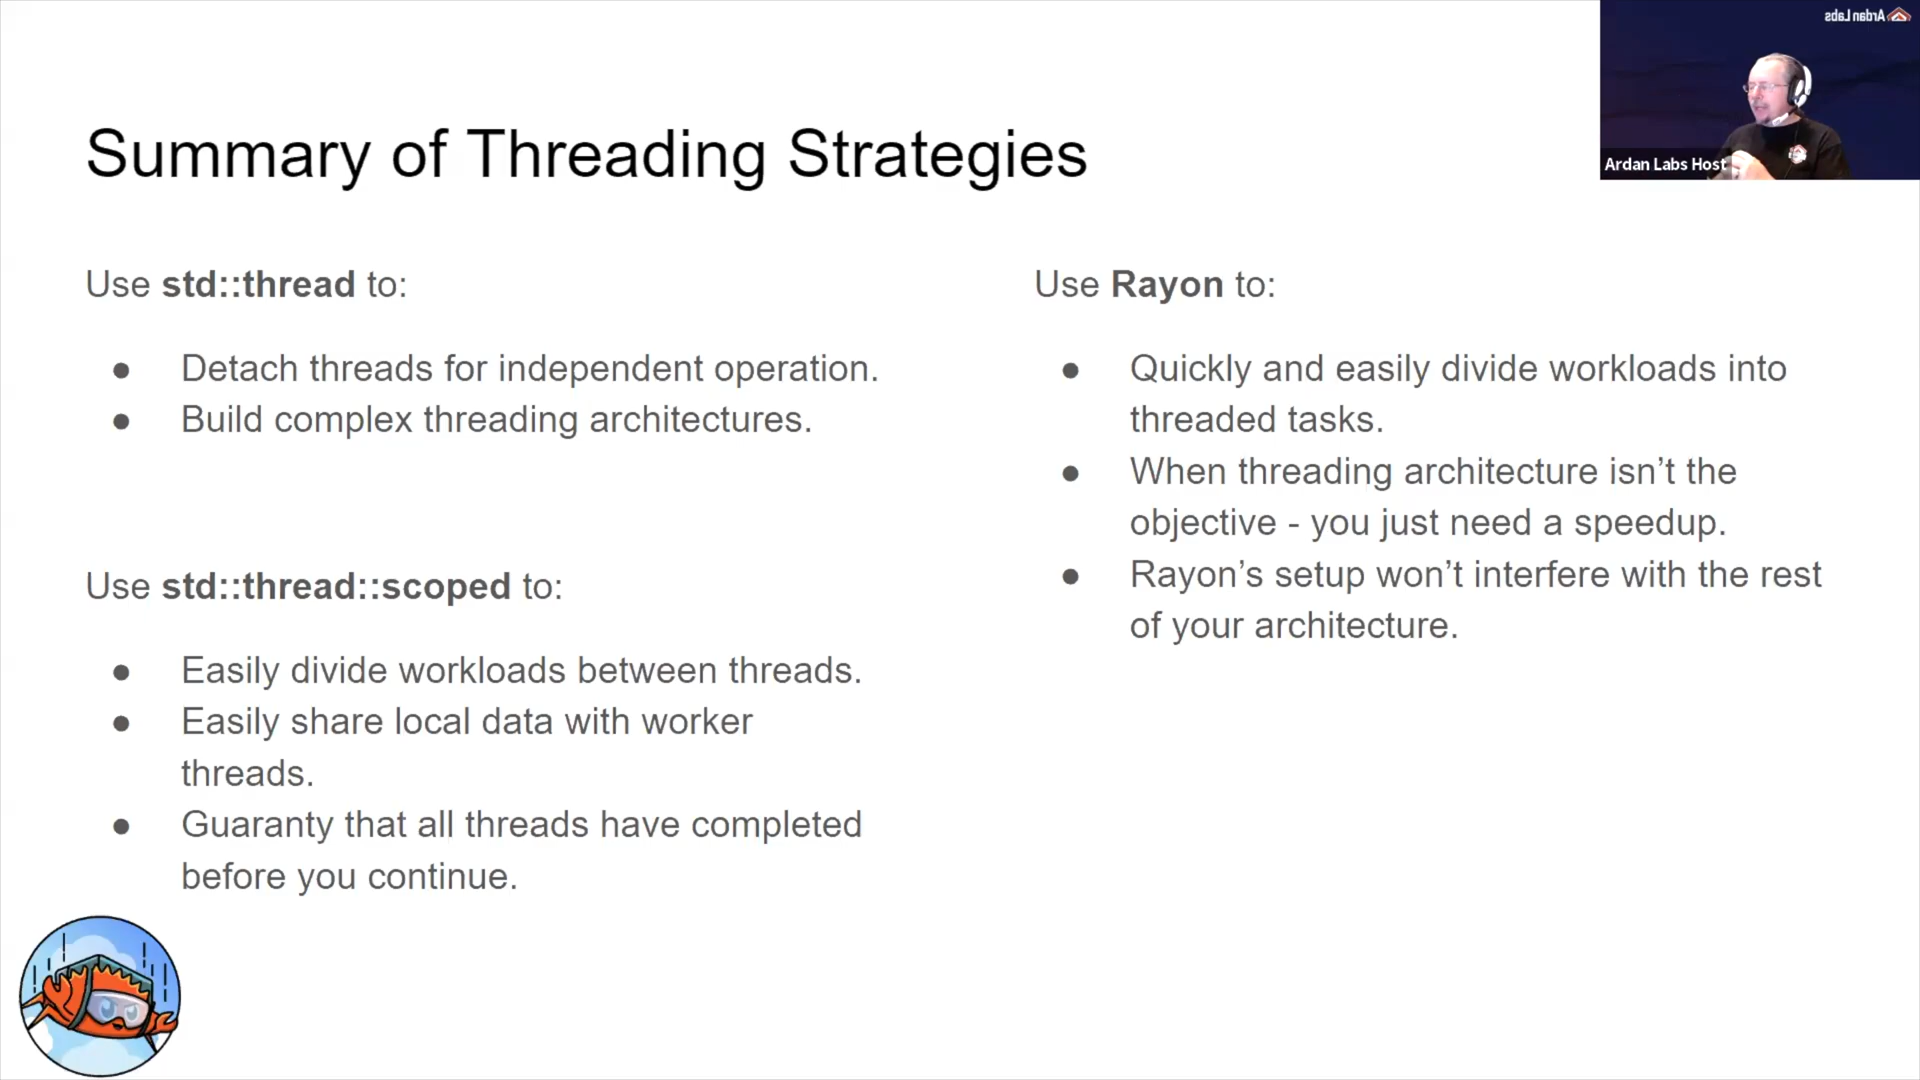 Ardan Labs
Ardan Labs Host
Summary of Threading Strategies
Use std::thread to:
● Detach threads for independent operation.
● Build complex threading architectures.
Use std::thread::scoped to:
● Easily divide workloads between threads.
● Easily share local data with worker
threads.
● Guaranty that all threads have completed
before you continue.
Use Rayon to:
● Quickly and easily divide workloads into
threaded tasks.
● When threading architecture isn’t the
objective - you just need a speedup.
● Rayon’s setup won’t interfere with the rest
of your architecture.